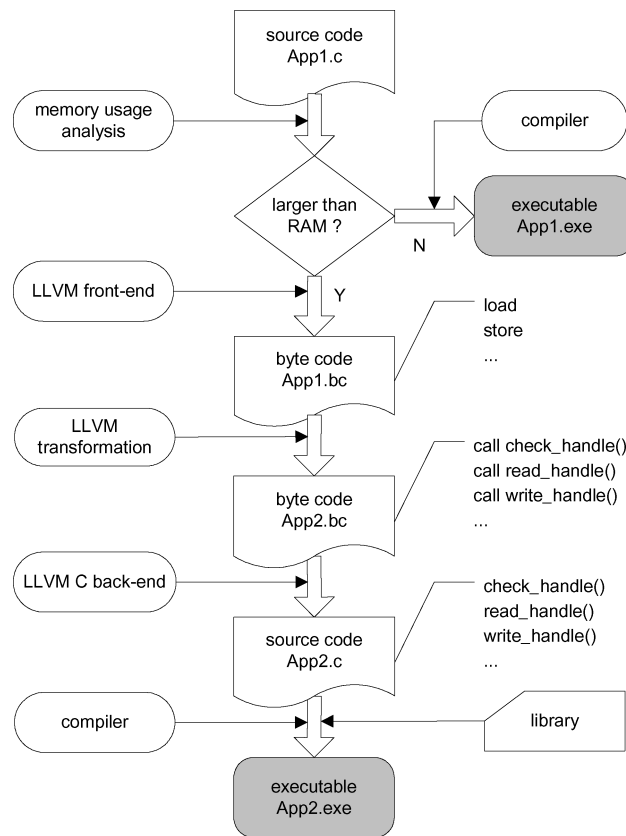 source code
App1.c
memory usage
analysis
compiler
larger than
RAM ?
N
executable
App1.exe
LLVM front-end
Y
load
store
...
byte code
App1.bc
LLVM
transformation
call check_handle()
call read_handle()
call write_handle()
...
byte code
App2.bc
LLVM C back-end
check_handle()
read_handle()
write_handle()
...
source code
App2.c
compiler
library
executable
App2.exe